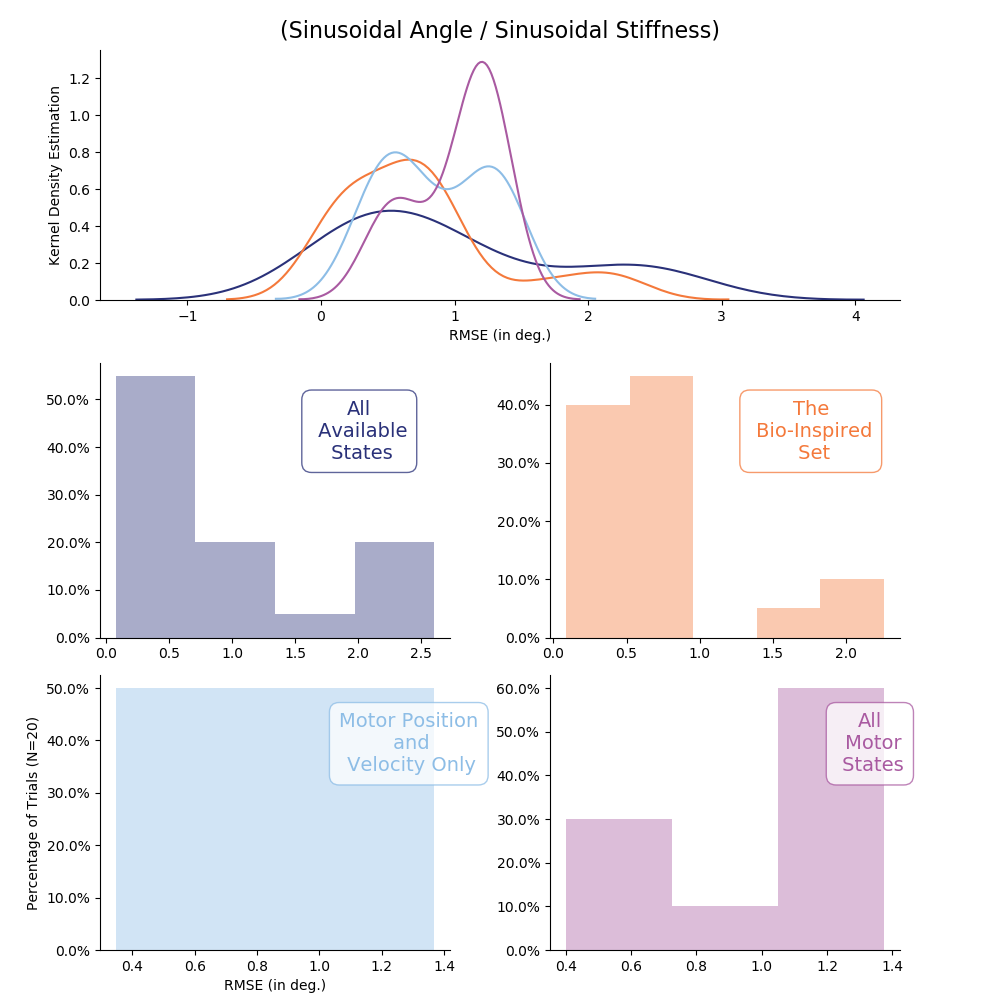 (Sinusoidal Angle / Sinusoidal Stiffness)
Kernel Density Estimation
1.2
1.0
0.8
0.6
0.4
0.2
0.0
−1 0 1 2 3 4
RMSE (in deg.)
50.0%
40.0%
30.0%
20.0%
10.0%
0.0%
All
Available
States
0.0 0.5 1.0 1.5 2.0 2.5
40.0%
30.0%
20.0%
10.0%
0.0%
The
Bio-Inspired
Set
0.0 0.5 1.0 1.5 2.0
Percentage of Trials (N=20)
50.0%
40.0%
30.0%
20.0%
10.0%
0.0%
Motor Position
and
Velocity Only
0.4 0.6 0.8 1.0 1.2 1.4
RMSE (in deg.)
60.0%
50.0%
40.0%
30.0%
20.0%
10.0%
0.0%
All
Motor
States
0.4 0.6 0.8 1.0 1.2 1.4